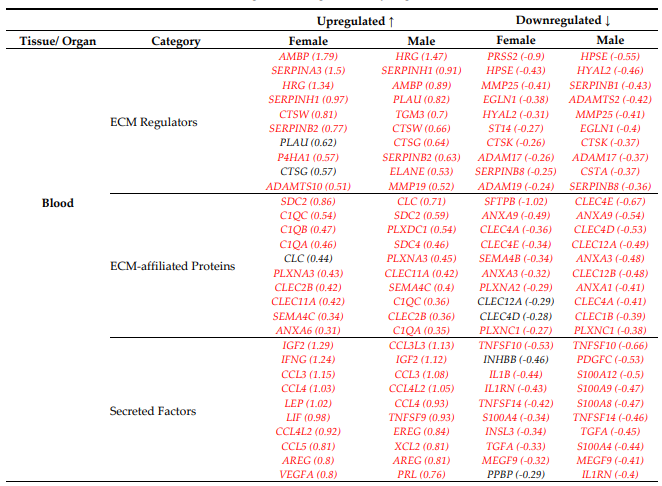 Upregulated ↑ Downregulated ↓
Tissue/ Organ Category Female Male Female Male
AMBP (1.79) HRG (1.47) PRSS2 (-0.9) HPSE (-0.55)
SERPINA3 (1.5) SERPINH1 (0.91) HPSE (-0.43) HYAL2 (-0.46)
HRG (1.34) AMBP (0.89) MMP25 (-0.41) SERPINB1 (-0.43)
SERPINH1 (0.97) PLAU (0.82) EGLN1 (-0.38) ADAMTS2 (-0.42)
CTSW (0.81) TGM3 (0.7) HYAL2 (-0.31) MMP25 (-0.41)
ECM Regulators SERPINB2 (0.77) CTSW (0.66) ST14 (-0.27) EGLN1 (-0.4)
PLAU (0.62) CTSG (0.64) CTSK (-0.26) CTSK (-0.37)
P4HA1 (0.57) SERPINB2 (0.63) ADAM17 (-0.26) ADAM17 (-0.37)
CTSG (0.57) ELANE (0.53) SERPINB8 (-0.25) CSTA (-0.37)
ADAMTS10 (0.51) MMP19 (0.52) ADAM19 (-0.24) SERPINB8 (-0.36)
Blood SDC2 (0.86) CLC (0.71) SFTPB (-1.02) CLEC4E (-0.67)
C1QC (0.54) SDC2 (0.59) ANXA9 (-0.49) ANXA9 (-0.54)
C1QB (0.47) PLXDC1 (0.54) CLEC4A (-0.36) CLEC4D (-0.53)
C1QA (0.46) SDC4 (0.46) CLEC4E (-0.34) CLEC12A (-0.49)
CLC (0.44) PLXNA3 (0.45) SEMA4B (-0.34) ANXA3 (-0.48)
ECM-affiliated Proteins PLXNA3 (0.43) CLEC11A (0.42) ANXA3 (-0.32) CLEC12B (-0.48)
CLEC2B (0.42) SEMA4C (0.4) PLXNA2 (-0.29) ANXA1 (-0.41)
CLEC11A (0.42) C1QC (0.36) CLEC12A (-0.29) CLEC4A (-0.41)
SEMA4C (0.34) CLEC2B (0.36) CLEC4D (-0.28) CLEC1B (-0.39)
ANXA6 (0.31) C1QA (0.35) PLXNC1 (-0.27) PLXNC1 (-0.38)
IGF2 (1.29) CCL3L3 (1.13) TNFSF10 (-0.53) TNFSF10 (-0.66)
IFNG (1.24) IGF2 (1.12) INHBB (-0.46) PDGFC (-0.53)
CCL3 (1.15) CCL3 (1.08) IL1B (-0.44) S100A12 (-0.5)
CCL4 (1.03) CCL4L2 (1.05) IL1RN (-0.43) S100A9 (-0.47)
LEP (1.02) CCL4 (0.93) TNFSF14 (-0.42) S100A8 (-0.47)
Secreted Factors LIF (0.98) TNFSF9 (0.93) S100A4 (-0.34) TNFSF14 (-0.46)
CCL4L2 (0.92) EREG (0.84) INSL3 (-0.34) TGFA (-0.45)
CCL5 (0.81) XCL2 (0.81) TGFA (-0.33) S100A4 (-0.44)
AREG (0.8) AREG (0.81) MEGF9 (-0.32) MEGF9 (-0.41)
VEGFA (0.8) PRL (0.76) PPBP (-0.29) IL1RN (-0.4)